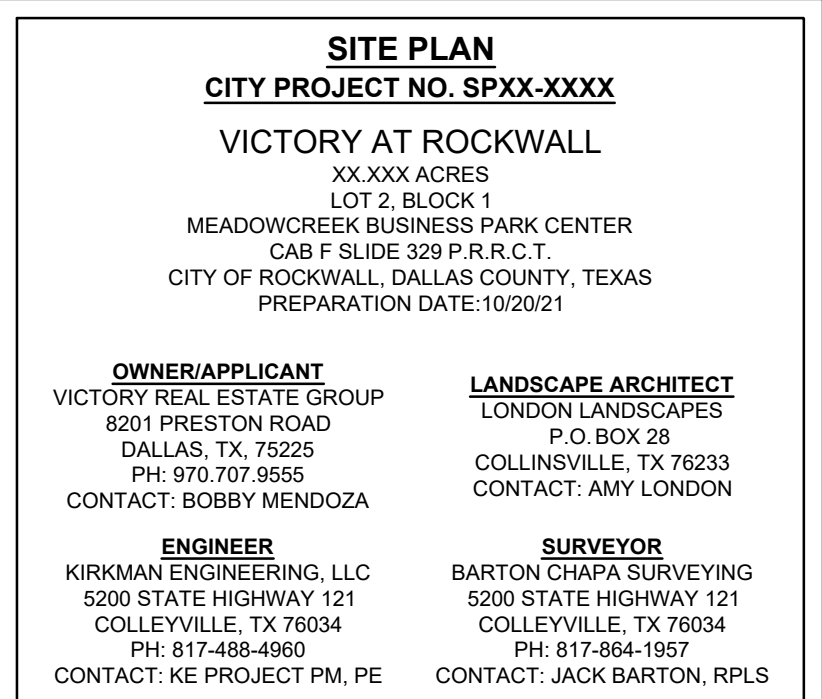 SITE PLAN
CITY PROJECT NO. SPXX-XXXX
VICTORY AT ROCKWALL
XX.XXX ACRES
LOT 2, BLOCK 1
MEADOWCREEK BUSINESS PARK CENTER
CAB F SLIDE 329 P.R.R.C.T.
CITY OF ROCKWALL, DALLAS COUNTY, TEXAS
PREPARATION DATE:10/20/21
OWNER/APPLICANT
VICTORY REAL ESTATE GROUP
8201 PRESTON ROAD
DALLAS, TX, 75225
PH: 970.707.9555
CONTACT: BOBBY MENDOZA
LANDSCAPE ARCHITECT
LONDON LANDSCAPES
P.O. BOX 28
COLLINSVILLE, TX 76233
CONTACT: AMY LONDON
ENGINEER
KIRKMAN ENGINEERING, LLC
5200 STATE HIGHWAY 121
COLLEYVILLE, TX 76034
PH: 817-488-4960
CONTACT: KE PROJECT PM, PE
SURVEYOR
BARTON CHAPA SURVEYING
5200 STATE HIGHWAY 121
COLLEYVILLE, TX 76034
PH: 817-864-1957
CONTACT: JACK BARTON, RPLS